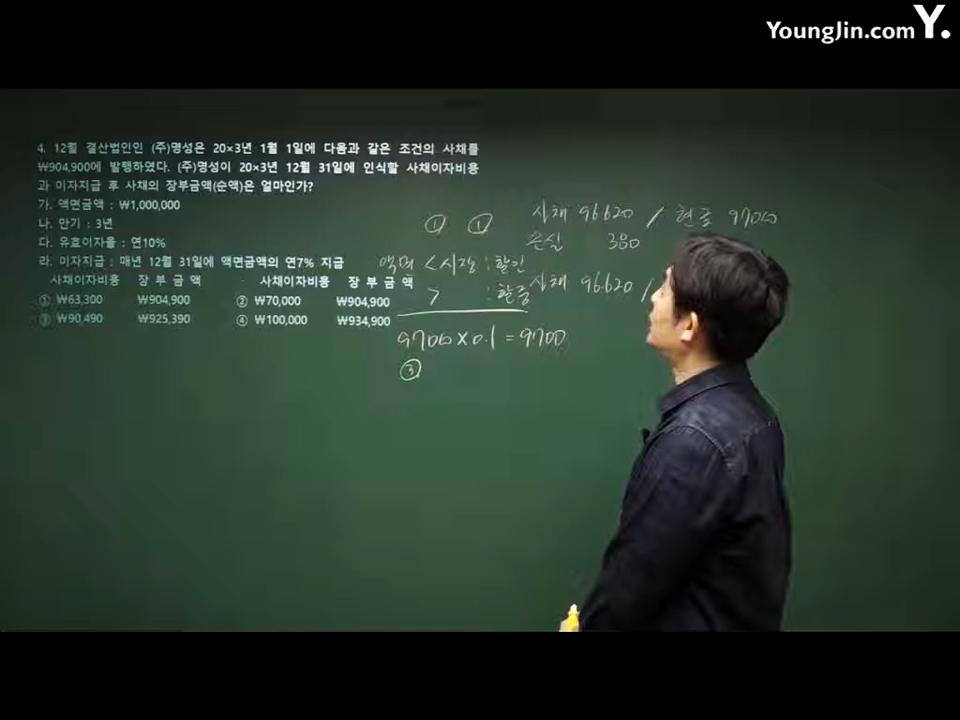 YoungJin.com Y.
4. 12월 결산법인인 (주)명성은 20×3년 1월 1일에 다음과 같은 조건의 사채를
₩904,900에 발행하였다. (주)명성이 20×3년 12월 31일에 인식할 사채이자비용
과 이자지급 후 사채의 장부금액(순액)은 얼마인가?
가. 액면금액 : ₩1,000,000
나. 만기 : 3년
다. 유효이자율 : 연10%
라. 이자지급 : 매년 12월 31일에 액면금액의 연7% 지급
사채이자비용 장부금액 사채이자비용 장부금액
① ₩63,300 ₩904,900 ② ₩70,000 ₩904,900
③ ₩90,490 ₩925,390 ④ ₩100,000 ₩934,900
① ①
사채 96620 / 현금 97000
손실 380
액면 < 시장 : 할인
> : 할증
사채 96620 /
97000×0.1 = 9700
③